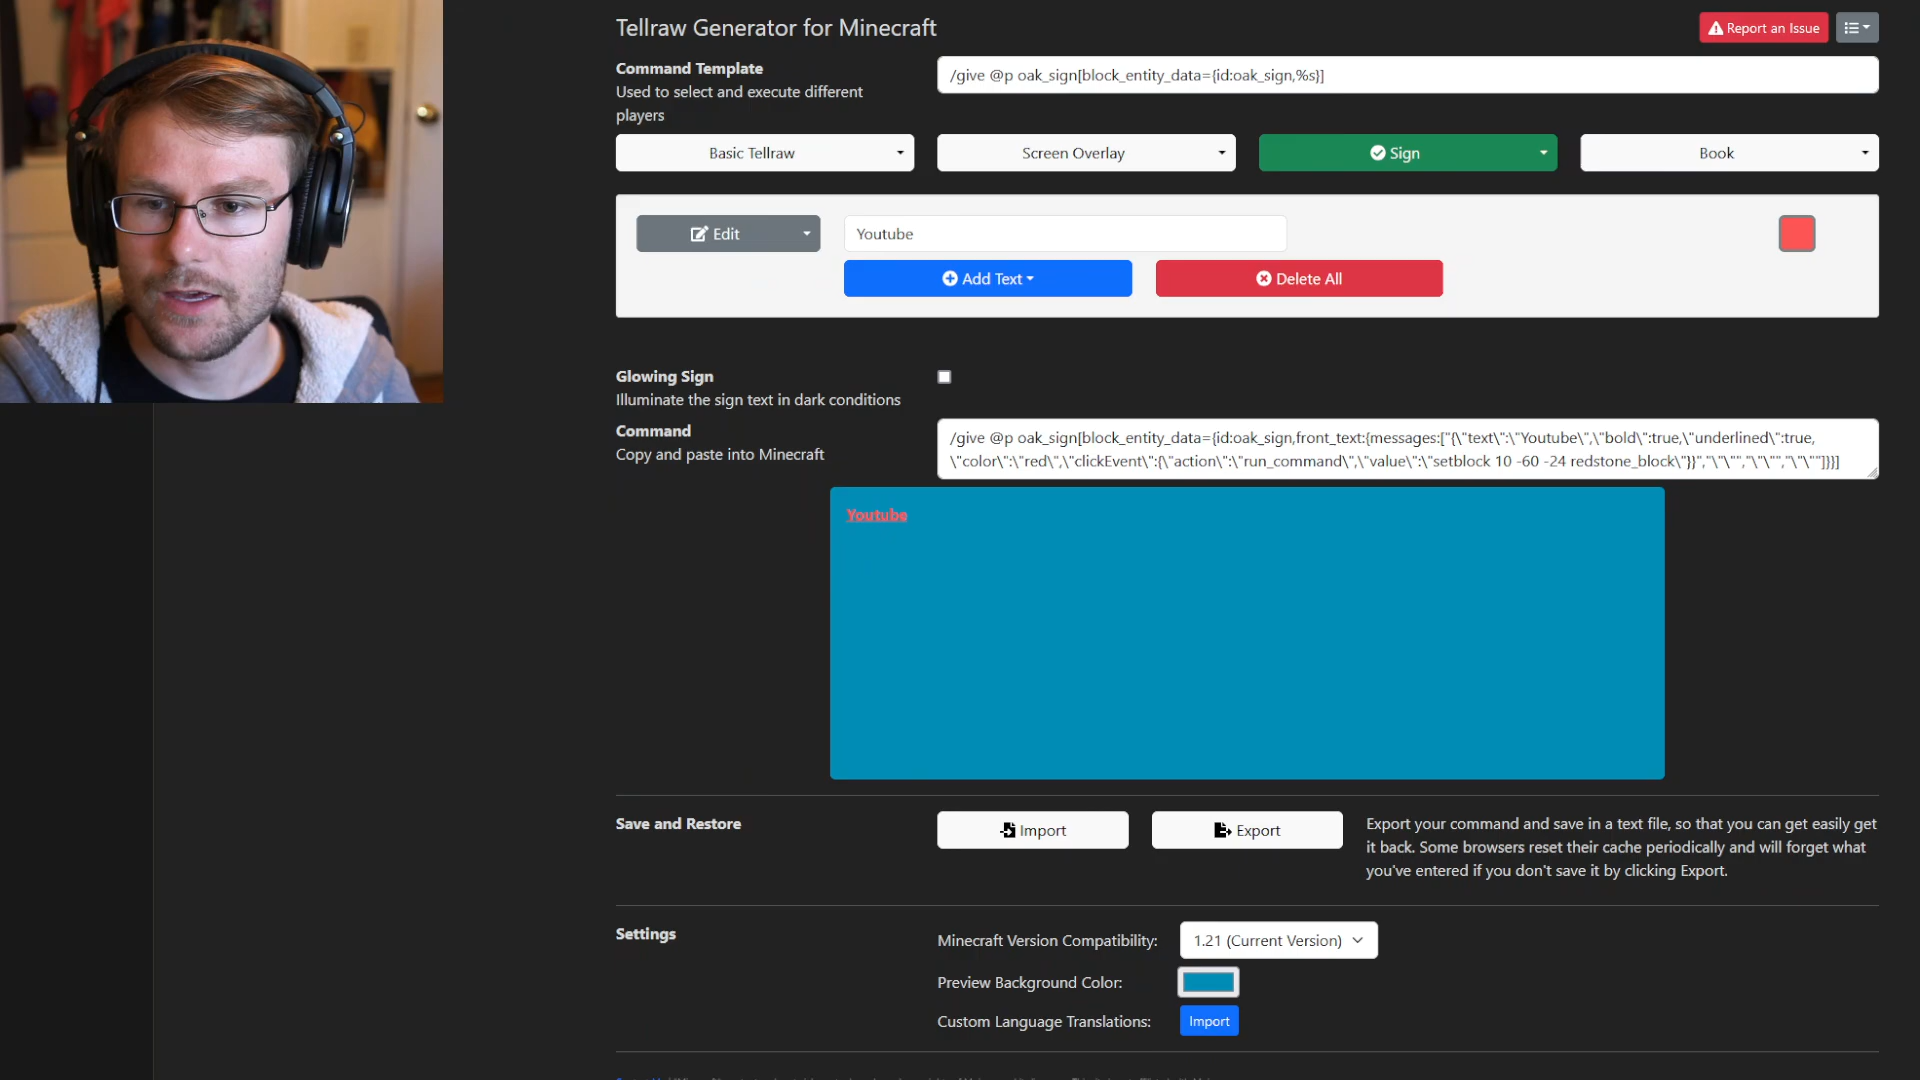 Tellraw Generator for Minecraft
Report an Issue
Command Template
Used to select and execute different
players
/give @p oak_sign[block_entity_data={id:oak_sign,%s}]
Basic Tellraw
Screen Overlay
Sign
Book
Edit
Youtube
Add Text
Delete All
Glowing Sign
Illuminate the sign text in dark conditions
Command
Copy and paste into Minecraft
/give @p oak_sign[block_entity_data={id:oak_sign,front_text:{messages:["{\"text\":\"Youtube\",\"bold\":true,\"underlined\":true,
\"color\":\"red\",\"clickEvent\":{\"action\":\"run_command\",\"value\":\"setblock 10 -60 -24 redstone_block\"}}","\"\"","\"\"","\"\""]}}]
Youtube
Save and Restore
Import
Export
Export your command and save in a text file, so that you can get easily get
it back. Some browsers reset their cache periodically and will forget what
you've entered if you don't save it by clicking Export.
Settings
Minecraft Version Compatibility:
1.21 (Current Version)
Preview Background Color:
Custom Language Translations:
Import